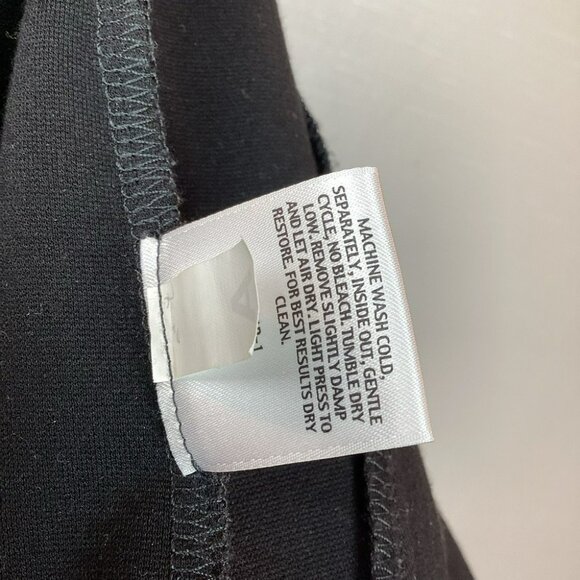 MACHINE WASH COLD,
SEPARATELY, INSIDE OUT, GENTLE
CYCLE, NO BLEACH. TUMBLE DRY
LOW. REMOVE SLIGHTLY DAMP
AND LET AIR DRY. LIGHT PRESS TO
RESTORE. FOR BEST RESULTS DRY
CLEAN.